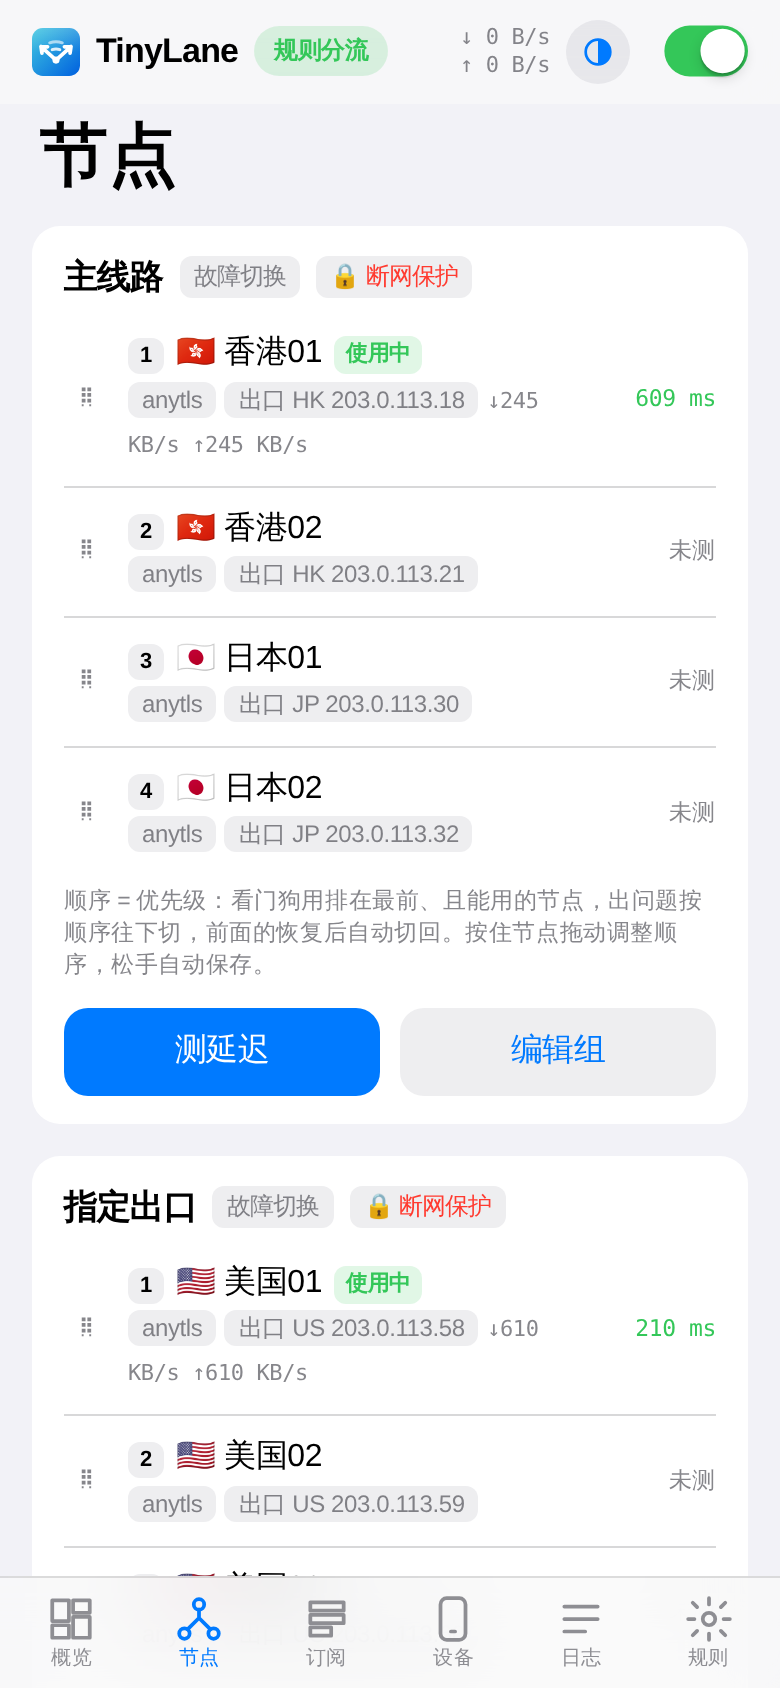 TinyLane 规则分流 ↓ 0 B/s
↑ 0 B/s
节点
主线路 故障切换 🔒 断网保护
1 🇭🇰 香港01 使用中
anytls 出口 HK 203.0.113.18 ↓245 609 ms
KB/s ↑245 KB/s
2 🇭🇰 香港02
anytls 出口 HK 203.0.113.21 未测
3 🇯🇵 日本01
anytls 出口 JP 203.0.113.30 未测
4 🇯🇵 日本02
anytls 出口 JP 203.0.113.32 未测
顺序 = 优先级：看门狗用排在最前、且能用的节点，出问题按
顺序往下切，前面的恢复后自动切回。按住节点拖动调整顺
序，松手自动保存。
测延迟 编辑组
指定出口 故障切换 🔒 断网保护
1 🇺🇸 美国01 使用中
anytls 出口 US 203.0.113.58 ↓610 210 ms
KB/s ↑610 KB/s
2 🇺🇸 美国02
anytls 出口 US 203.0.113.59 未测
概览 节点 订阅 设备 日志 规则